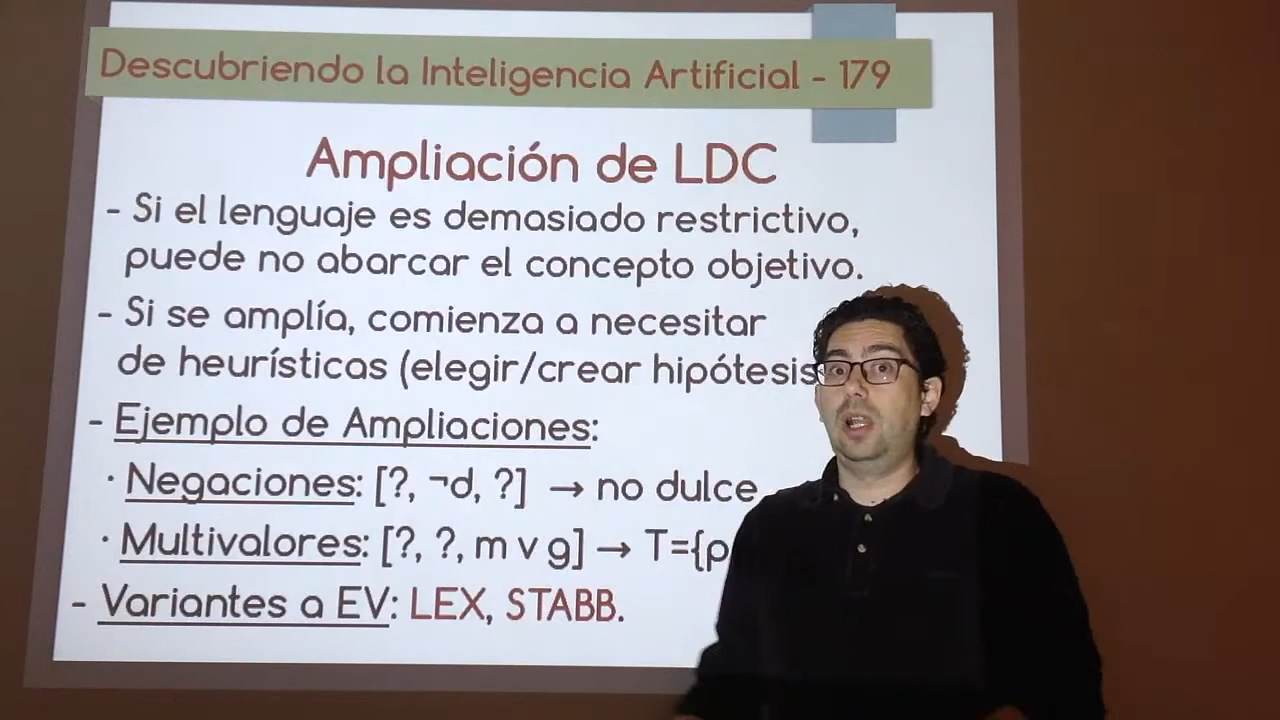 Descubriendo la Inteligencia Artificial - 179
Ampliación de LDC
- Si el lenguaje es demasiado restrictivo,
puede no abarcar el concepto objetivo.
- Si se amplía, comienza a necesitar
de heurísticas (elegir/crear hipótesis
- Ejemplo de Ampliaciones:
· Negaciones: [?, ¬d, ?] → no dulce
· Multivalores: [?, ?, m v g] → T={p
- Variantes a EV: LEX, STABB.